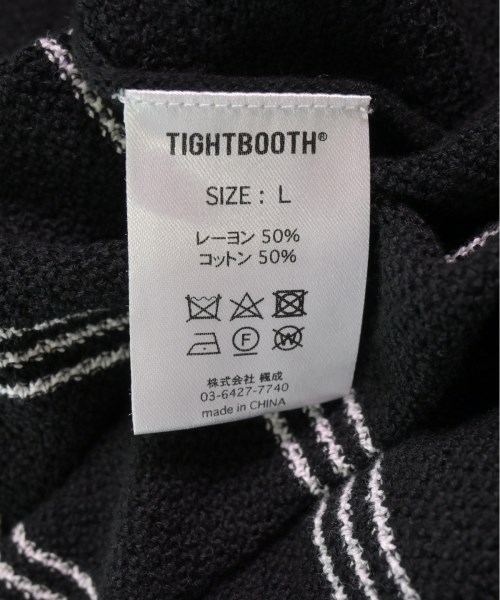 TIGHTBOOTH®
SIZE : L
レーヨン 50%
コットン 50%
F W
株式会社 楓成
03-6427-7740
made in CHINA